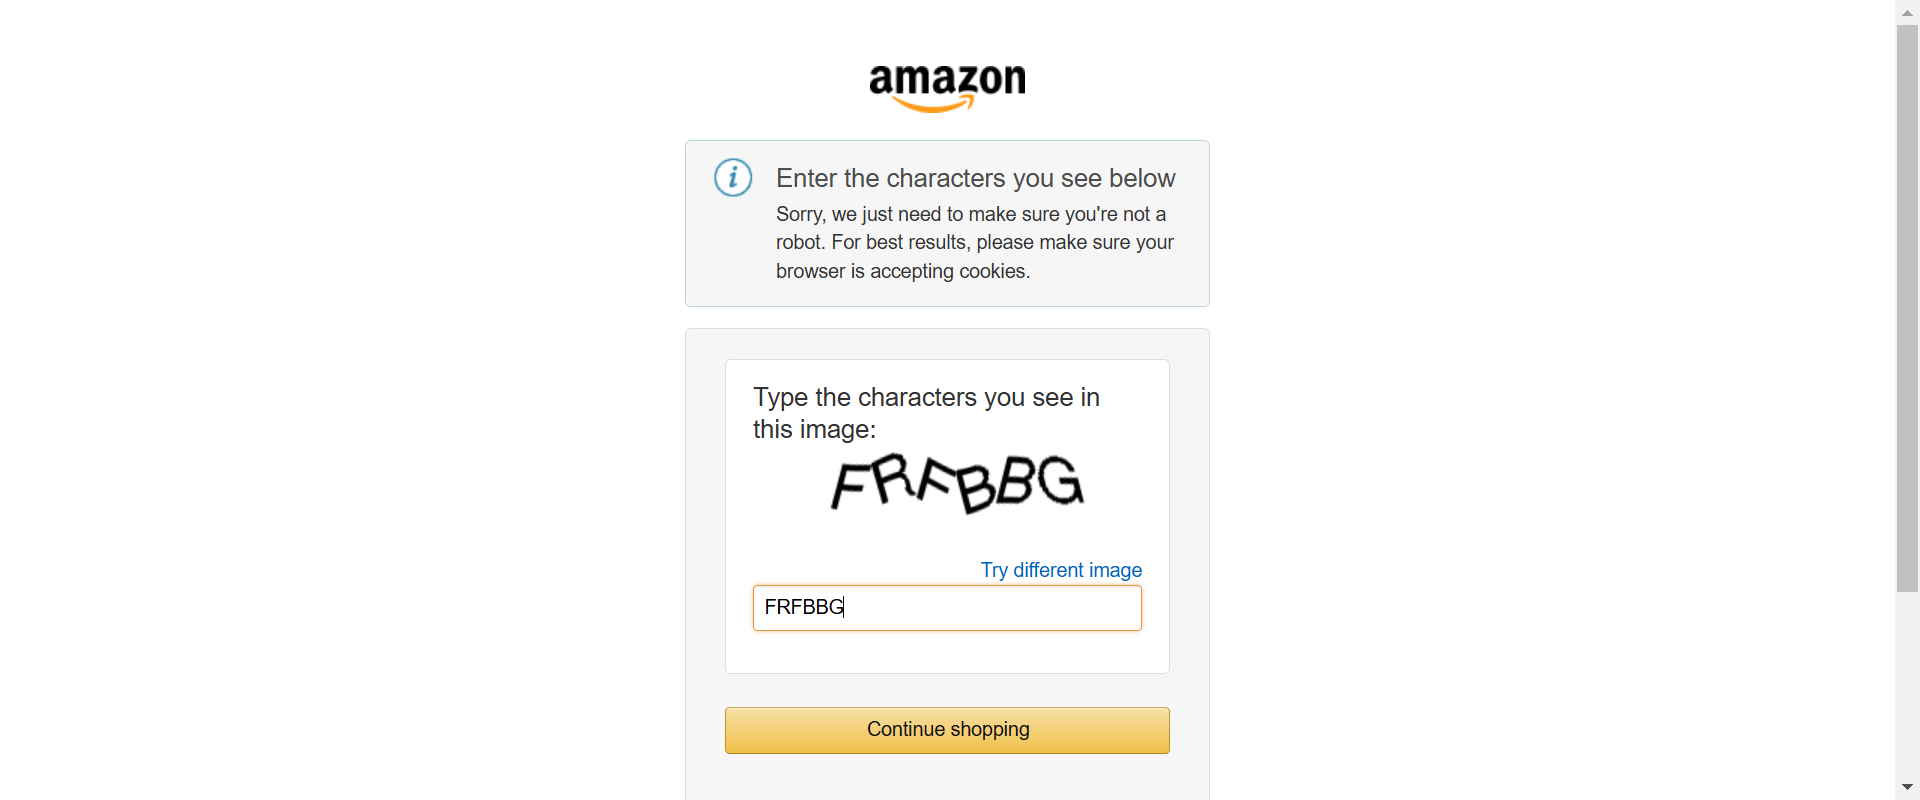 amazon
Enter the characters you see below
Sorry, we just need to make sure you're not a
robot. For best results, please make sure your
browser is accepting cookies.
Type the characters you see in
this image:
FRFBBG
Try different image
FRFBBG
Continue shopping